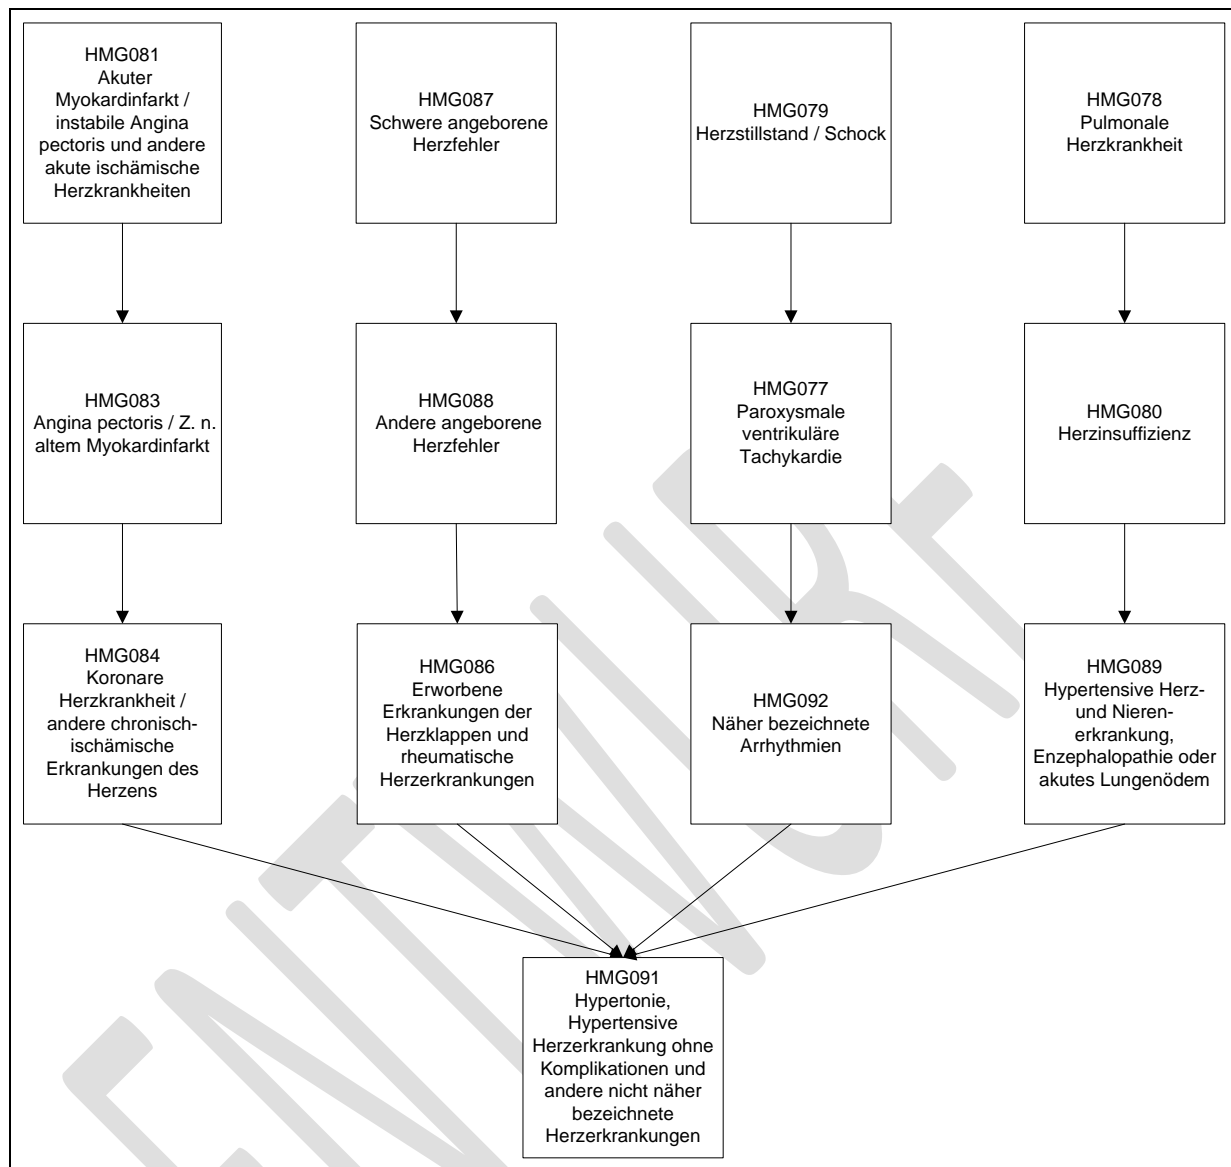 HMG081
Akuter
Myokardinfarkt /
instabile Angina
pectoris und andere
akute ischämische
Herzkrankheiten
HMG087
Schwere angeborene
Herzfehler
HMG079
Herzstillstand / Schock
HMG078
Pulmonale
Herzkrankheit
HMG083
Angina pectoris / Z. n.
altem Myokardinfarkt
HMG088
Andere angeborene
Herzfehler
HMG077
Paroxysmale
ventrikuläre
Tachykardie
HMG080
Herzinsuffizienz
HMG084
Koronare
Herzkrankheit /
andere chronisch-
ischämische
Erkrankungen des
Herzens
HMG086
Erworbene
Erkrankungen der
Herzklappen und
rheumatische
Herzerkrankungen
HMG092
Näher bezeichnete
Arrhythmien
HMG089
Hypertensive Herz-
und Nieren-
erkrankung,
Enzephalopathie oder
akutes Lungenödem
HMG091
Hypertonie,
Hypertensive
Herzerkrankung ohne
Komplikationen und
andere nicht näher
bezeichnete
Herzerkrankungen
ENTWURF